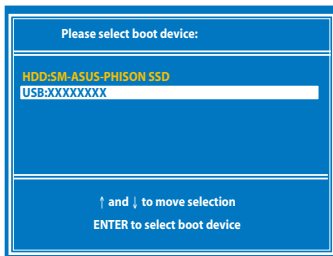 Please select boot device:
HDD:SM-ASUS-PHISON SSD
USB:XXXXXXXX
↑ and ↓ to move selection
ENTER to select boot device